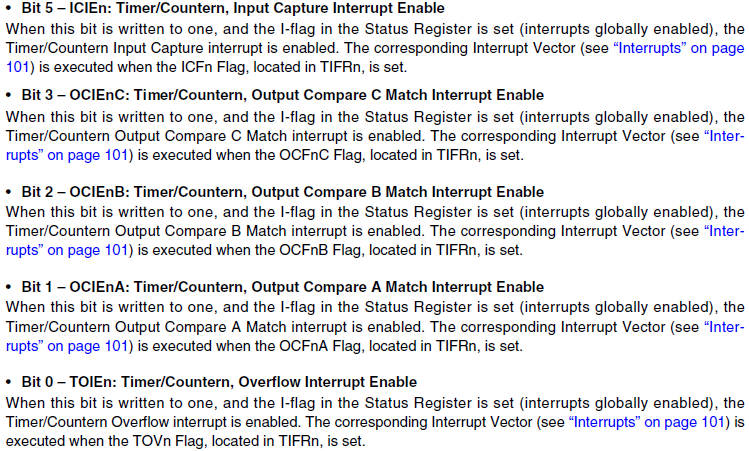 • Bit 5 – ICIEn: Timer/Countern, Input Capture Interrupt Enable
When this bit is written to one, and the I-flag in the Status Register is set (interrupts globally enabled), the
Timer/Countern Input Capture interrupt is enabled. The corresponding Interrupt Vector (see “Interrupts” on page
101) is executed when the ICFn Flag, located in TIFRn, is set.
• Bit 3 – OCIEnC: Timer/Countern, Output Compare C Match Interrupt Enable
When this bit is written to one, and the I-flag in the Status Register is set (interrupts globally enabled), the
Timer/Countern Output Compare C Match interrupt is enabled. The corresponding Interrupt Vector (see “Inter-
rupts” on page 101) is executed when the OCFnC Flag, located in TIFRn, is set.
• Bit 2 – OCIEnB: Timer/Countern, Output Compare B Match Interrupt Enable
When this bit is written to one, and the I-flag in the Status Register is set (interrupts globally enabled), the
Timer/Countern Output Compare B Match interrupt is enabled. The corresponding Interrupt Vector (see “Inter-
rupts” on page 101) is executed when the OCFnB Flag, located in TIFRn, is set.
• Bit 1 – OCIEnA: Timer/Countern, Output Compare A Match Interrupt Enable
When this bit is written to one, and the I-flag in the Status Register is set (interrupts globally enabled), the
Timer/Countern Output Compare A Match interrupt is enabled. The corresponding Interrupt Vector (see “Inter-
rupts” on page 101) is executed when the OCFnA Flag, located in TIFRn, is set.
• Bit 0 – TOIEn: Timer/Countern, Overflow Interrupt Enable
When this bit is written to one, and the I-flag in the Status Register is set (interrupts globally enabled), the
Timer/Countern Overflow interrupt is enabled. The corresponding Interrupt Vector (see “Interrupts” on page 101) is
executed when the TOVn Flag, located in TIFRn, is set.